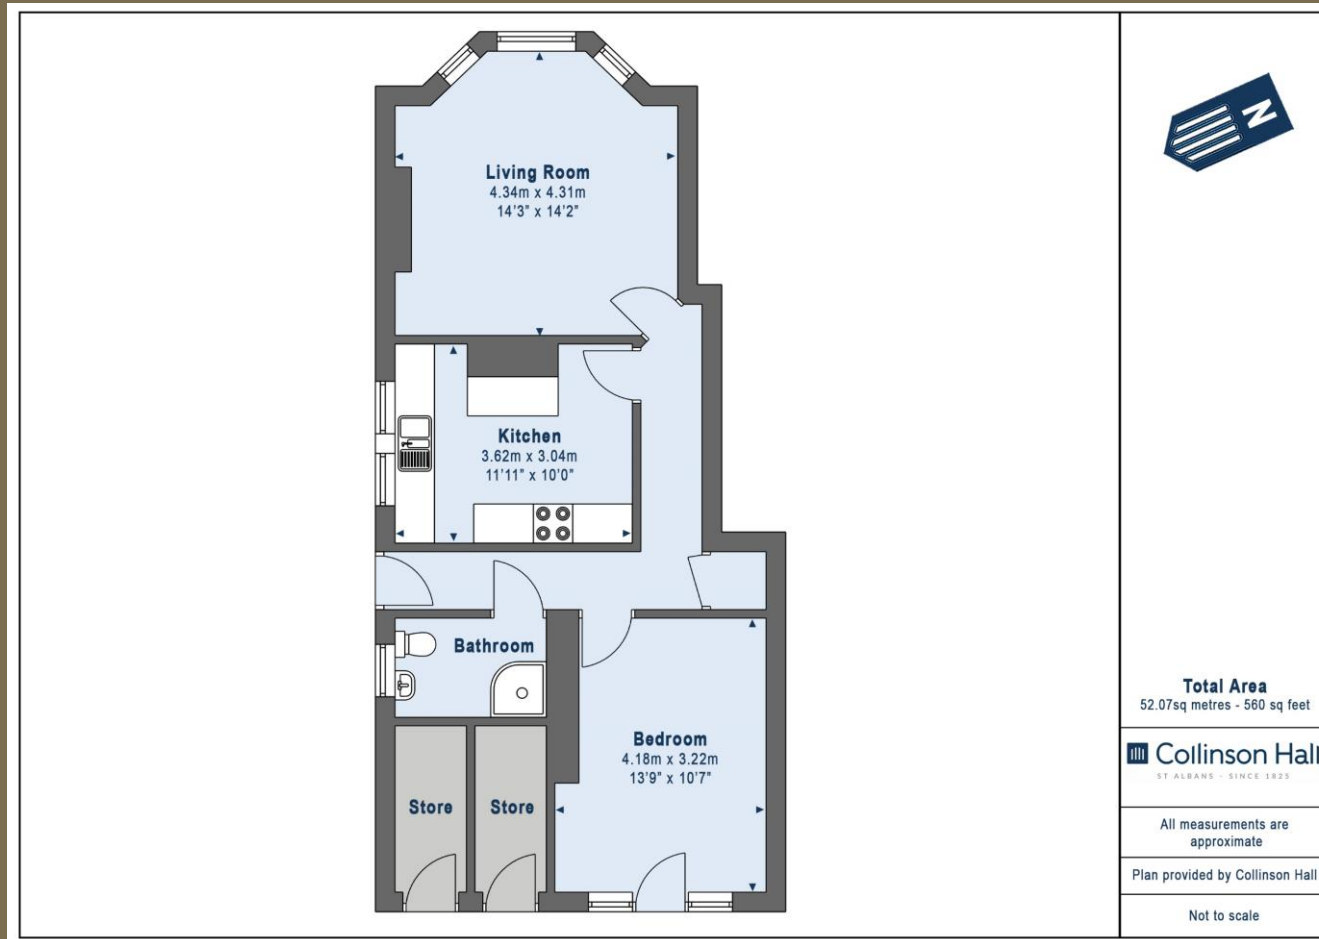 Living Room
4.34m x 4.31m
14'3" x 14'2"
Kitchen
3.62m x 3.04m
11'11" x 10'0"
Bathroom
Bedroom
4.18m x 3.22m
13'9" x 10'7"
Store
Store
N
Total Area
52.07sq metres - 560 sq feet
Collinson Hall
ST ALBANS - SINCE 1825
All measurements are
approximate
Plan provided by Collinson Hall
Not to scale